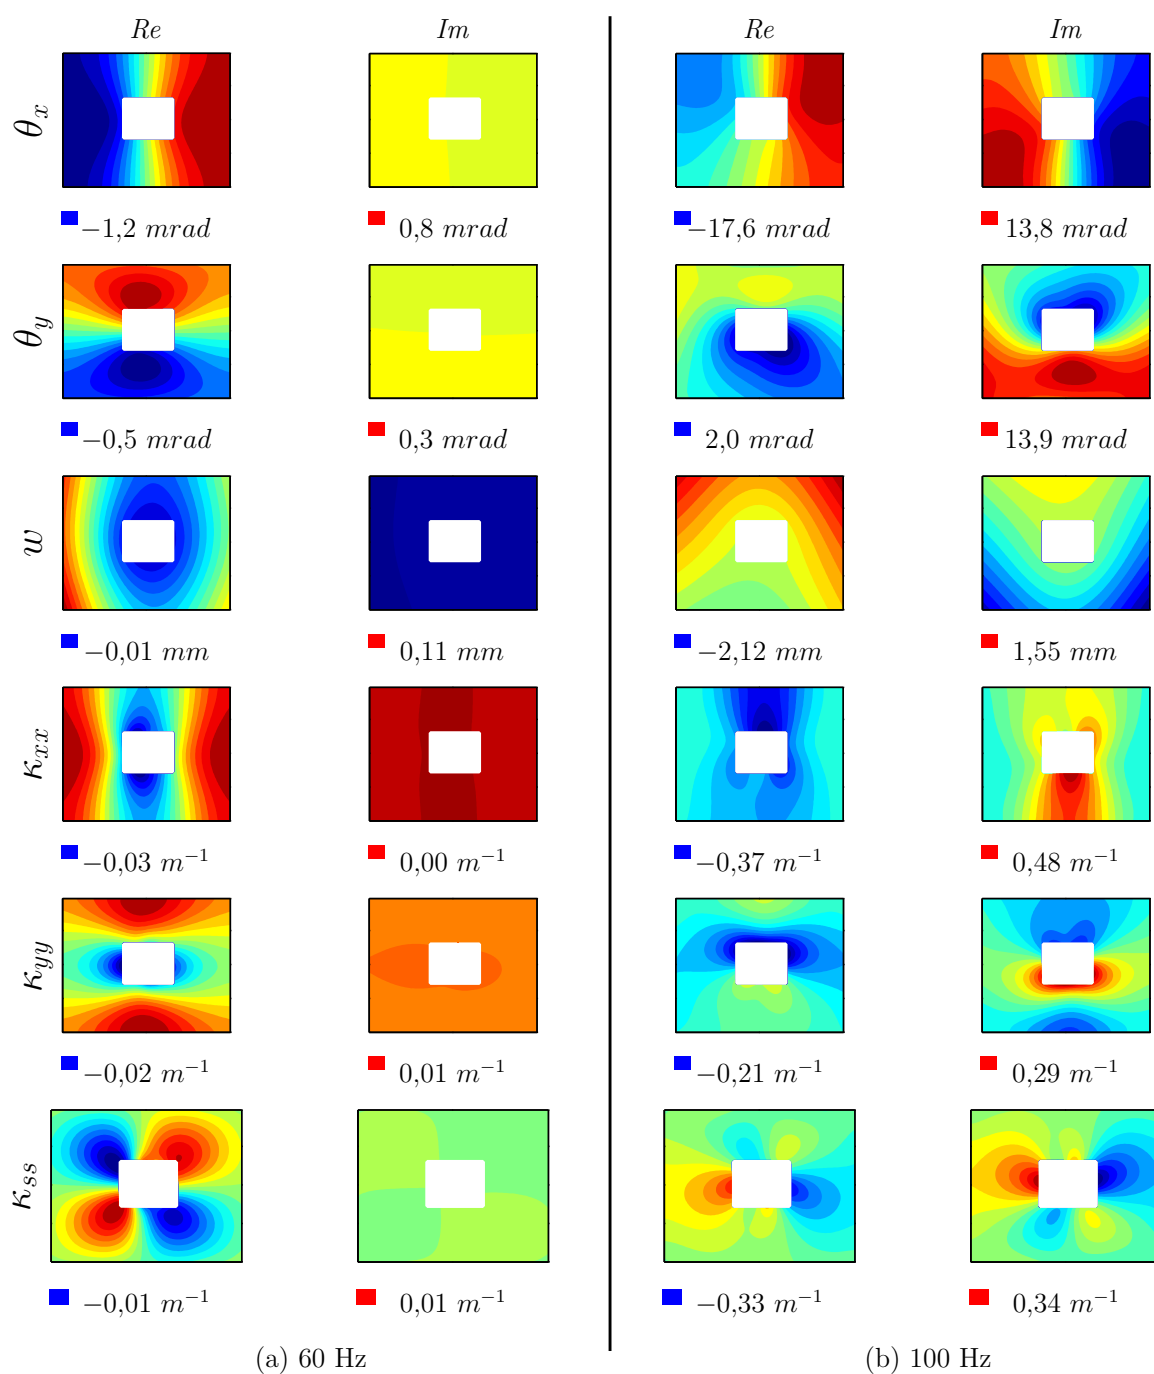 Re Im Re Im
θx
−1,2 mrad 0,8 mrad −17,6 mrad 13,8 mrad
θy
−0,5 mrad 0,3 mrad 2,0 mrad 13,9 mrad
w
−0,01 mm 0,11 mm −2,12 mm 1,55 mm
κxx
−0,03 m⁻¹ 0,00 m⁻¹ −0,37 m⁻¹ 0,48 m⁻¹
κyy
−0,02 m⁻¹ 0,01 m⁻¹ −0,21 m⁻¹ 0,29 m⁻¹
κss
−0,01 m⁻¹ 0,01 m⁻¹ −0,33 m⁻¹ 0,34 m⁻¹
(a) 60 Hz (b) 100 Hz